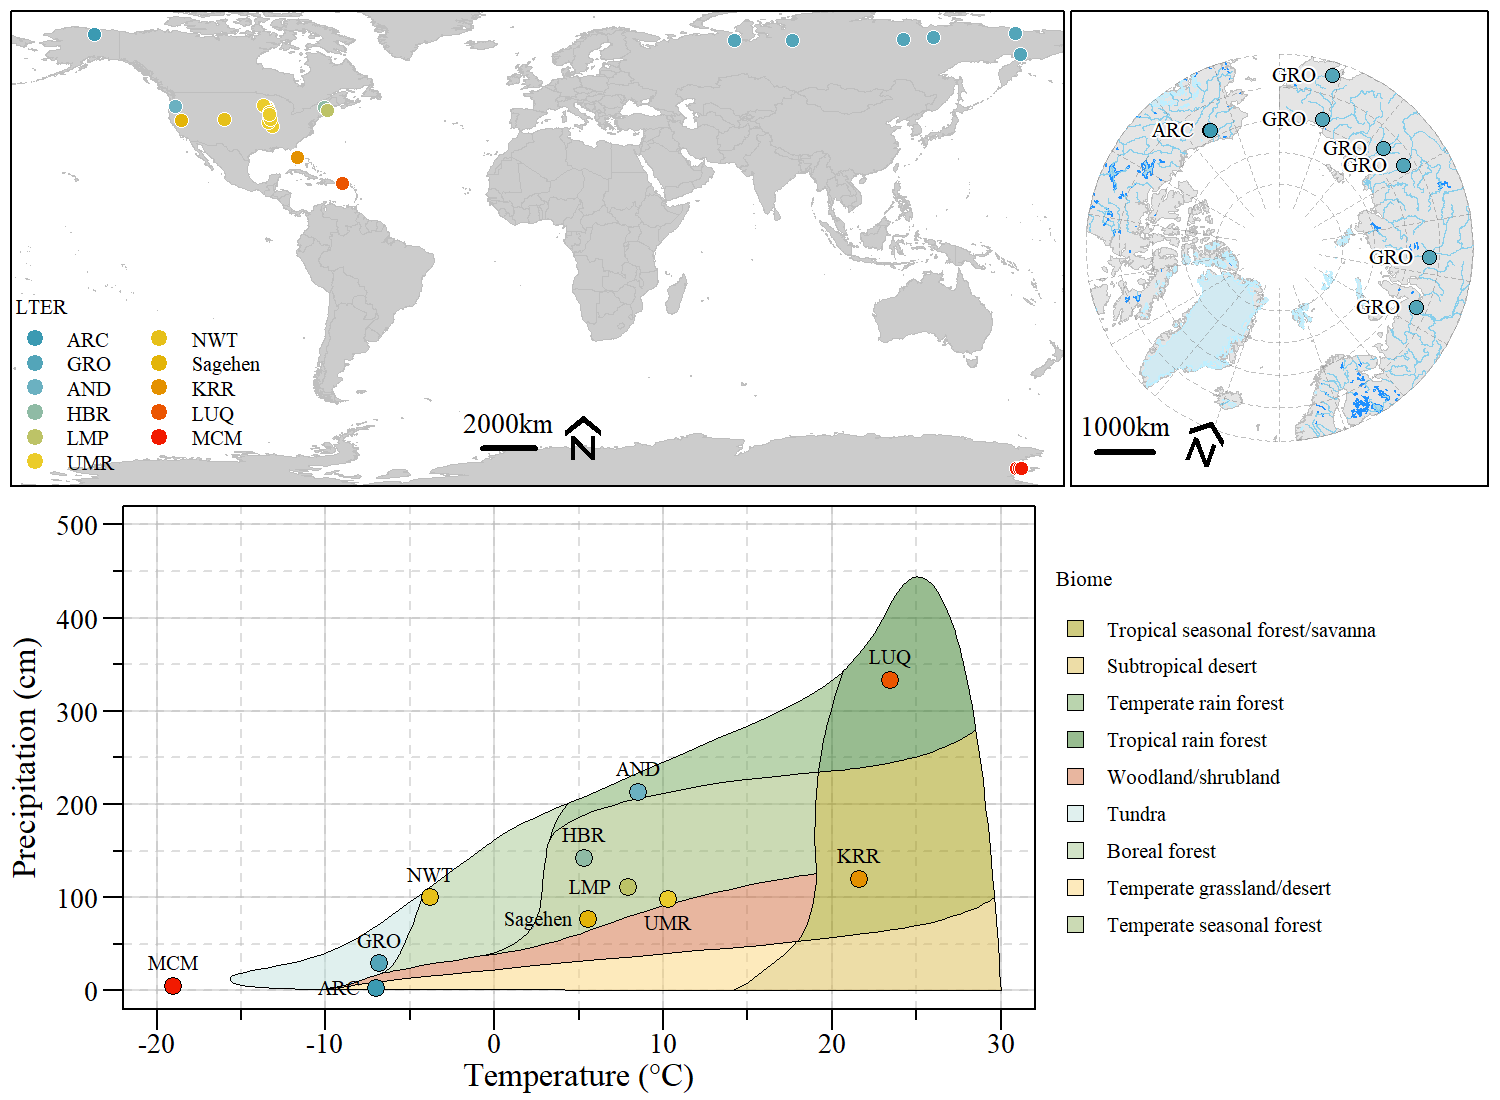 LTER
ARC
GRO
AND
HBR
LMP
UMR
NWT
Sagehen
KRR
LUQ
MCM
2000km
N
GRO
GRO
ARC
GRO
GRO
GRO
GRO
1000km
N
500
400
300
200
100
0
Precipitation (cm)
LUQ
AND
HBR
KRR
NWT
LMP
Sagehen
UMR
GRO
MCM
ARC
-20
-10
0
10
20
30
Temperature (°C)
Biome
Tropical seasonal forest/savanna
Subtropical desert
Temperate rain forest
Tropical rain forest
Woodland/shrubland
Tundra
Boreal forest
Temperate grassland/desert
Temperate seasonal forest